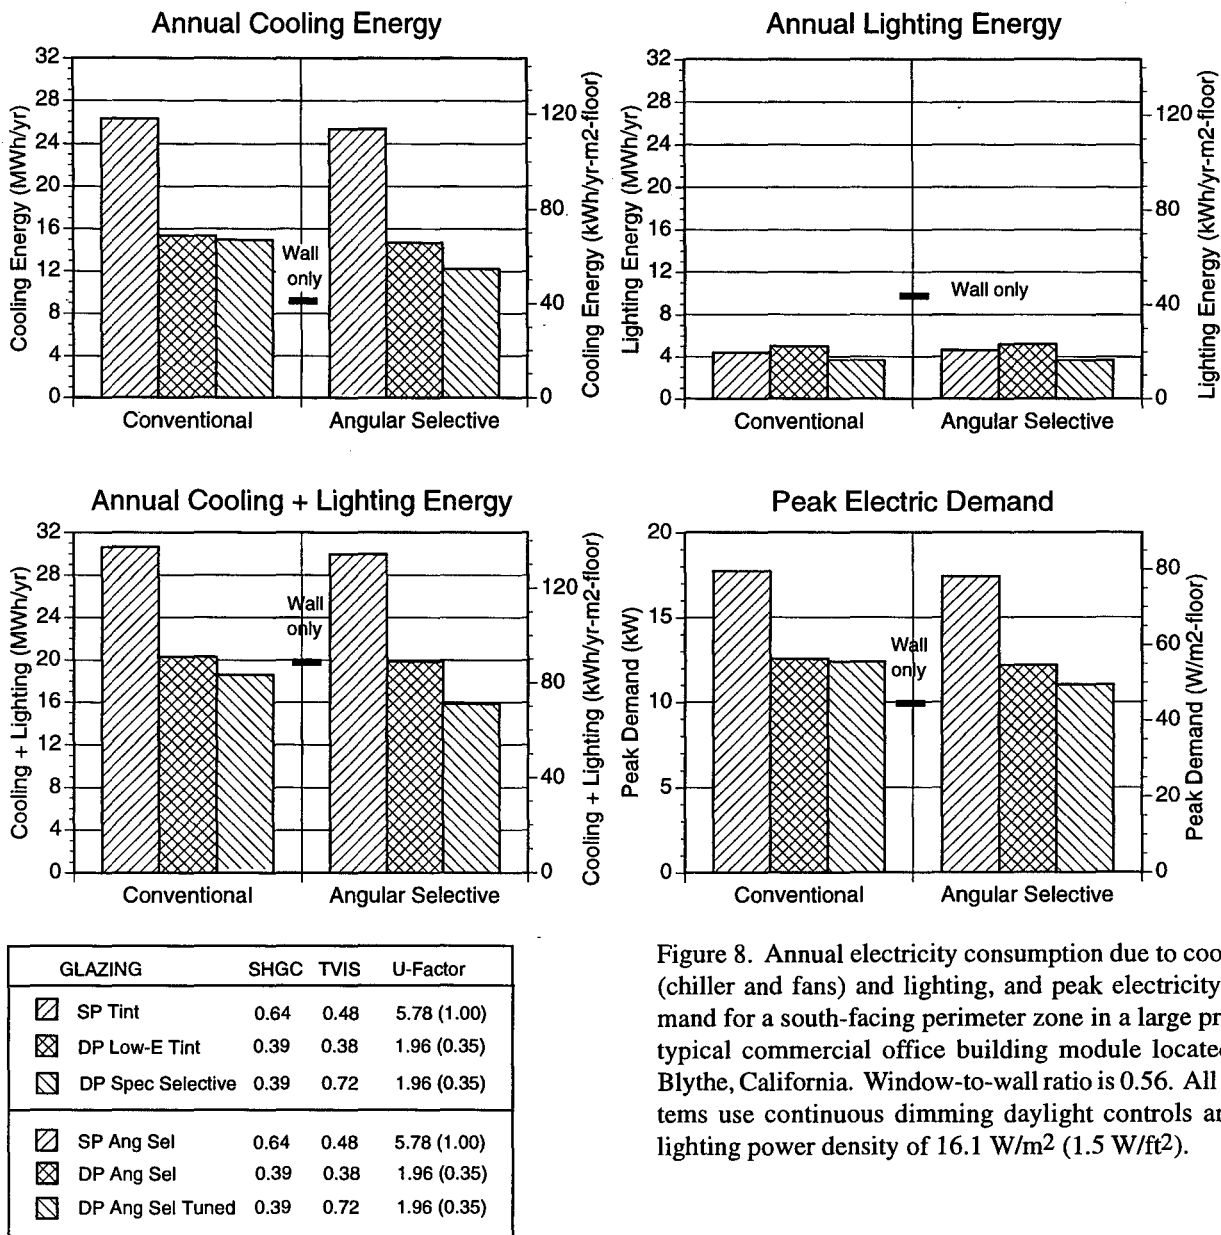 Annual Cooling Energy
Cooling Energy (MWh/yr)
32
28
24
20
16
12
8
4
0
Wall
only
120
80
40
0
Cooling Energy (kWh/yr-m2-floor)
Conventional
Angular Selective
Annual Lighting Energy
Lighting Energy (MWh/yr)
32
28
24
20
16
12
8
4
0
Wall only
120
80
40
0
Lighting Energy (kWh/yr-m2-floor)
Conventional
Angular Selective
Annual Cooling + Lighting Energy
Cooling + Lighting (MWh/yr)
32
28
24
20
16
12
8
4
0
Wall
only
120
80
40
0
Cooling + Lighting (kWh/yr-m2-floor)
Conventional
Angular Selective
Peak Electric Demand
Peak Demand (kW)
20
15
10
5
0
Wall
only
80
60
40
20
0
Peak Demand (W/m2-floor)
Conventional
Angular Selective
GLAZING SHGC TVIS U-Factor
SP Tint 0.64 0.48 5.78 (1.00)
DP Low-E Tint 0.39 0.38 1.96 (0.35)
DP Spec Selective 0.39 0.72 1.96 (0.35)
SP Ang Sel 0.64 0.48 5.78 (1.00)
DP Ang Sel 0.39 0.38 1.96 (0.35)
DP Ang Sel Tuned 0.39 0.72 1.96 (0.35)
Figure 8. Annual electricity consumption due to coo
(chiller and fans) and lighting, and peak electricity
mand for a south-facing perimeter zone in a large pr
typical commercial office building module located
Blythe, California. Window-to-wall ratio is 0.56. All
tems use continuous dimming daylight controls a
lighting power density of 16.1 W/m2 (1.5 W/ft2).